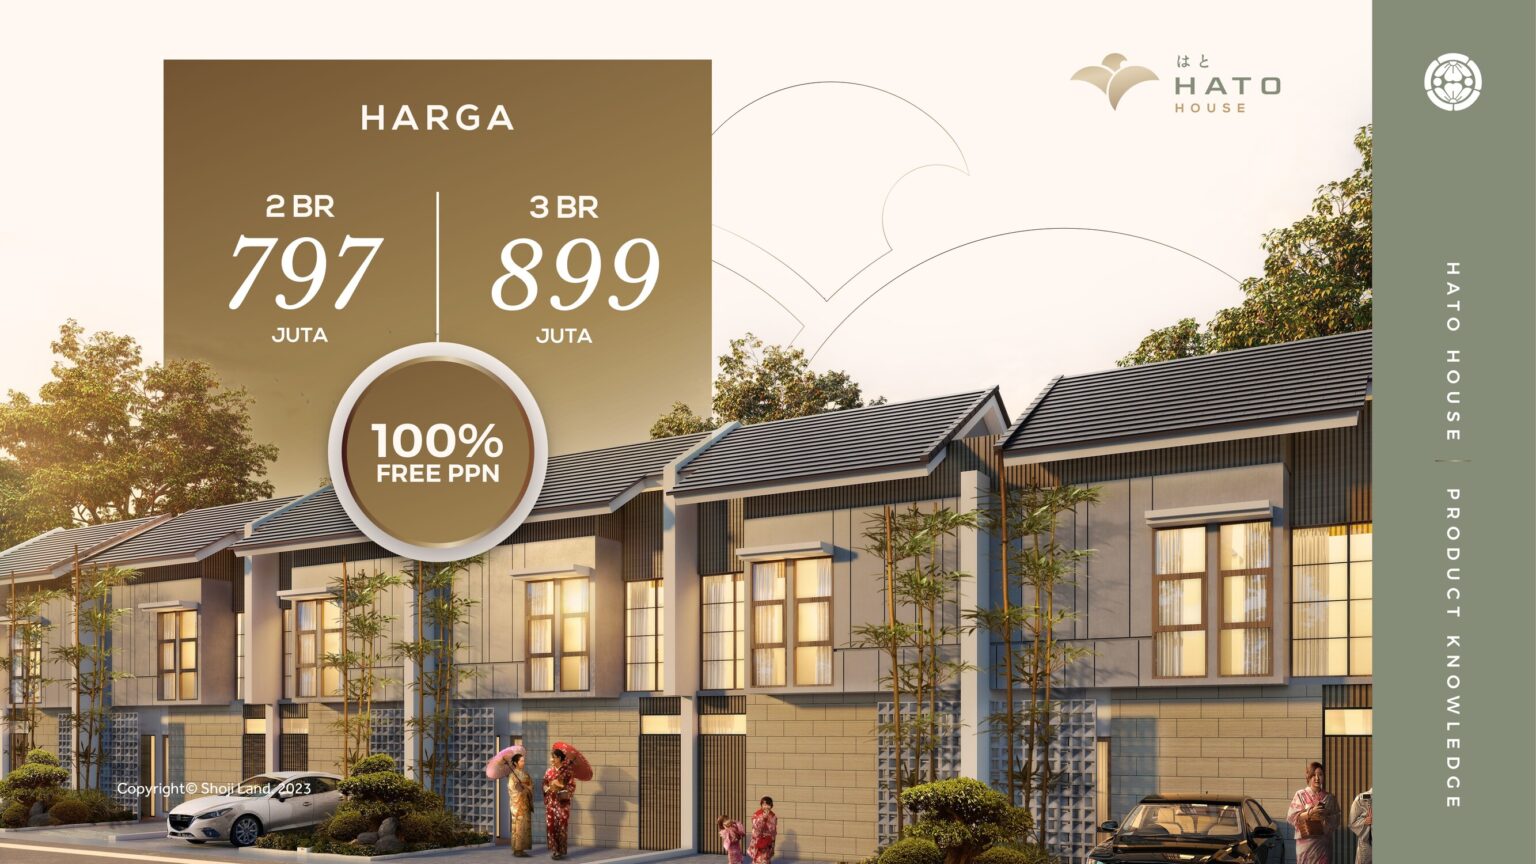 HARGA
2 BR
797
JUTA
3 BR
899
JUTA
100%
FREE PPN
はと
HATO
HOUSE
HATO HOUSE | PRODUCT KNOWLEDGE
Copyright© Shoji Land, 2023